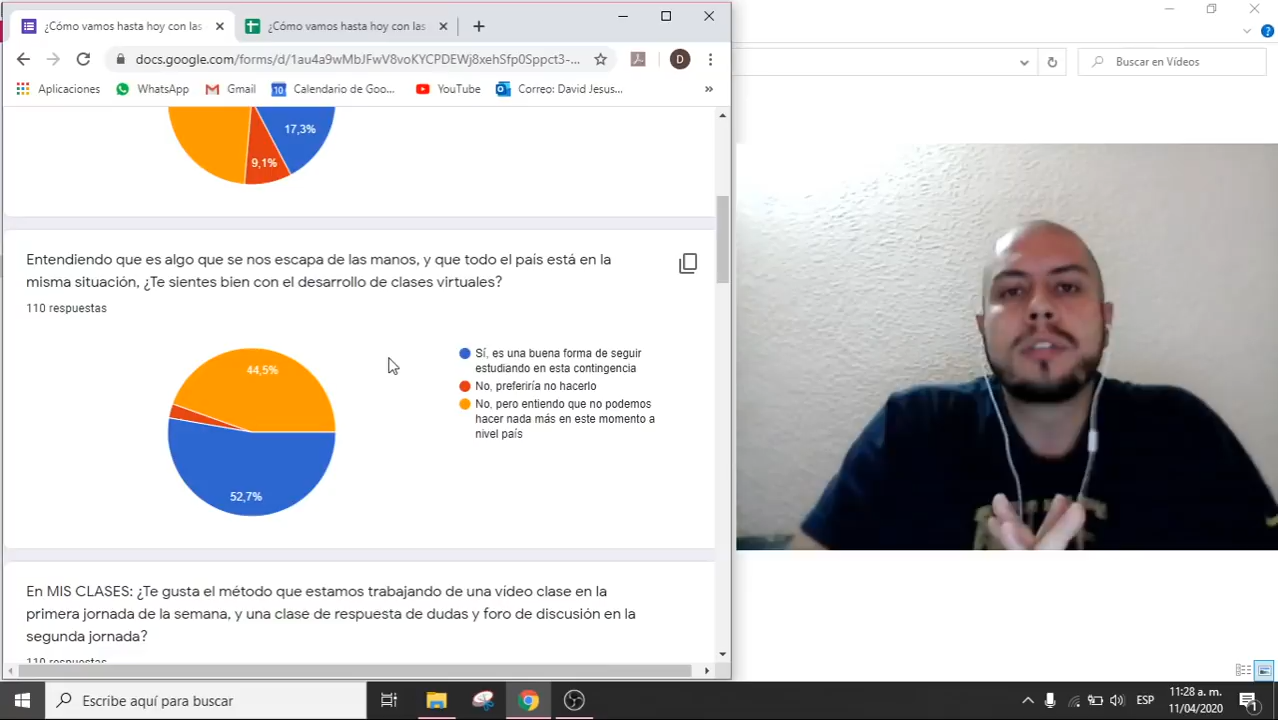 ¿Cómo vamos hasta hoy con las
¿Cómo vamos hasta hoy con las
docs.google.com/forms/d/1au4a9wMbJFwV8voKYCPDEWj8xehSfp0Sppct3-...
D
Buscar en Vídeos
Aplicaciones
WhatsApp
Gmail
Calendario de Goo...
YouTube
Correo: David Jesus...
17,3%
9,1%
Entendiendo que es algo que se nos escapa de las manos, y que todo el país está en la
misma situación, ¿Te sientes bien con el desarrollo de clases virtuales?
110 respuestas
44,5%
52,7%
Sí, es una buena forma de seguir
estudiando en esta contingencia
No, preferiría no hacerlo
No, pero entiendo que no podemos
hacer nada más en este momento a
nivel país
En MIS CLASES: ¿Te gusta el método que estamos trabajando de una vídeo clase en la
primera jornada de la semana, y una clase de respuesta de dudas y foro de discusión en la
segunda jornada?
110 respuestas
Escribe aquí para buscar
ESP
11:28 a. m.
11/04/2020